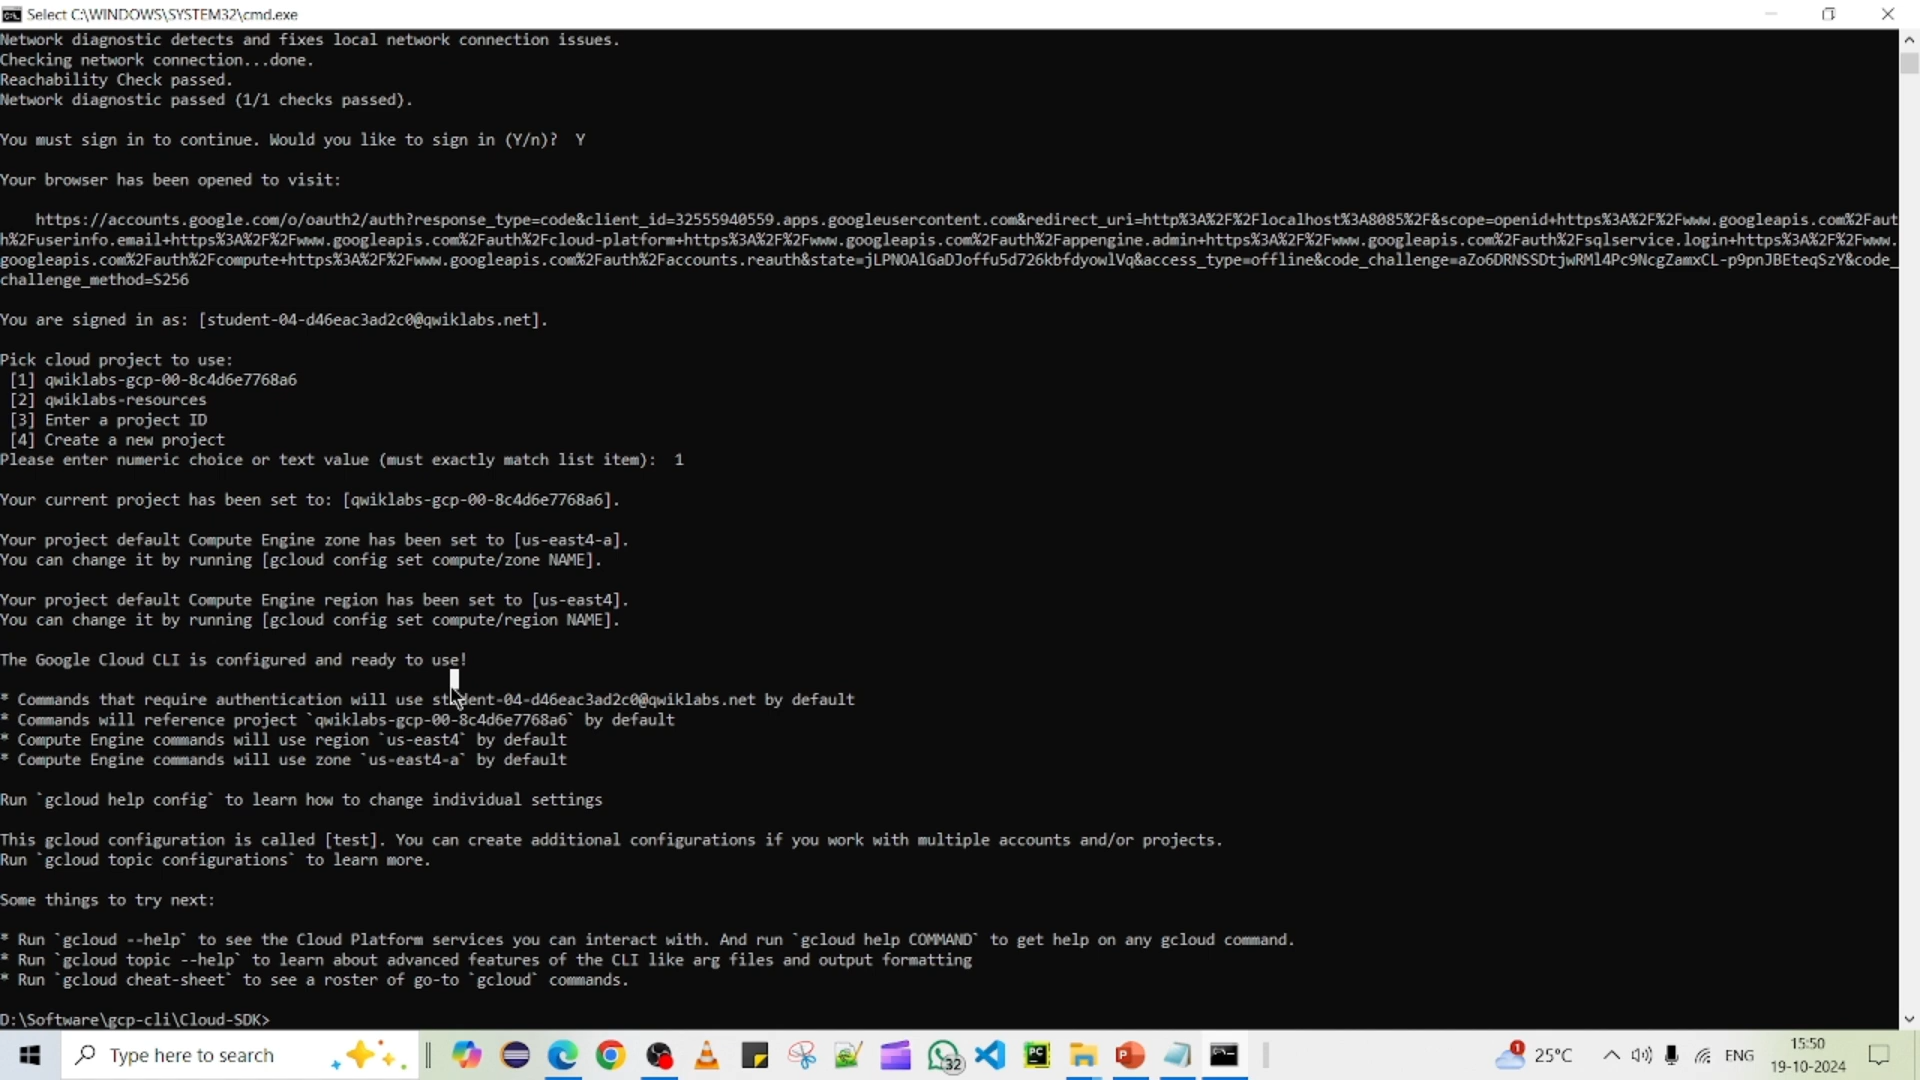 Select C:\WINDOWS\SYSTEM32\cmd.exe
Network diagnostic detects and fixes local network connection issues.
Checking network connection...done.
Reachability Check passed.
Network diagnostic passed (1/1 checks passed).
You must sign in to continue. Would you like to sign in (Y/n)?  Y
Your browser has been opened to visit:
https://accounts.google.com/o/oauth2/auth?response_type=code&client_id=32555940559.apps.googleusercontent.com&redirect_uri=http%3A%2F%2Flocalhost%3A8085%2F&scope=openid+https%3A%2F%2Fwww.googleapis.com%2Faut
h%2Fuserinfo.email+https%3A%2F%2Fwww.googleapis.com%2Fauth%2Fcloud-platform+https%3A%2F%2Fwww.googleapis.com%2Fauth%2Fappengine.admin+https%3A%2F%2Fwww.googleapis.com%2Fauth%2Fsqlservice.login+https%3A%2F%2Fwww.
googleapis.com%2Fauth%2Fcompute+https%3A%2F%2Fwww.googleapis.com%2Fauth%2Faccounts.reauth&state=jLPNOAlGaDJoffu5d726kbfdyowlVq&access_type=offline&code_challenge=aZo6DRNSSDtjwRMl4Pc9NcgZamxCL-p9pnJBEteqSzY&code_
challenge_method=S256
You are signed in as: [student-04-d46eac3ad2c0@qwiklabs.net].
Pick cloud project to use:
[1] qwiklabs-gcp-00-8c4d6e7768a6
[2] qwiklabs-resources
[3] Enter a project ID
[4] Create a new project
Please enter numeric choice or text value (must exactly match list item):  1
Your current project has been set to: [qwiklabs-gcp-00-8c4d6e7768a6].
Your project default Compute Engine zone has been set to [us-east4-a].
You can change it by running [gcloud config set compute/zone NAME].
Your project default Compute Engine region has been set to [us-east4].
You can change it by running [gcloud config set compute/region NAME].
The Google Cloud CLI is configured and ready to use!
* Commands that require authentication will use student-04-d46eac3ad2c0@qwiklabs.net by default
* Commands will reference project `qwiklabs-gcp-00-8c4d6e7768a6` by default
* Compute Engine commands will use region `us-east4` by default
* Compute Engine commands will use zone `us-east4-a` by default
Run `gcloud help config` to learn how to change individual settings
This gcloud configuration is called [test]. You can create additional configurations if you work with multiple accounts and/or projects.
Run `gcloud topic configurations` to learn more.
Some things to try next:
* Run `gcloud --help` to see the Cloud Platform services you can interact with. And run `gcloud help COMMAND` to get help on any gcloud command.
* Run `gcloud topic --help` to learn about advanced features of the CLI like arg files and output formatting
* Run `gcloud cheat-sheet` to see a roster of go-to `gcloud` commands.
D:\Software\gcp-cli\Cloud-SDK>
Type here to search
32
PC
1
25°C
ENG
15:50
19-10-2024